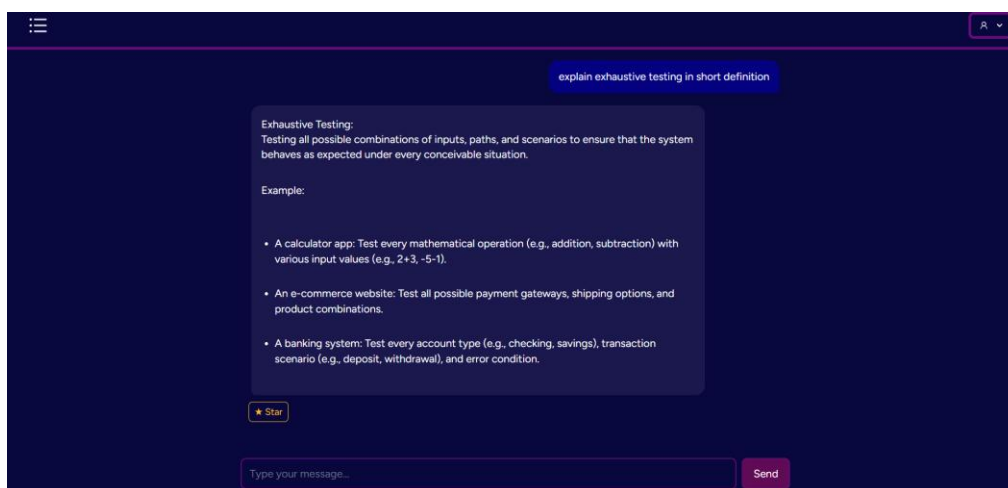 explain exhaustive testing in short definition
Exhaustive Testing:
Testing all possible combinations of inputs, paths, and scenarios to ensure that the system
behaves as expected under every conceivable situation.
Example:
• A calculator app: Test every mathematical operation (e.g., addition, subtraction) with
various input values (e.g., 2+3, -5-1).
• An e-commerce website: Test all possible payment gateways, shipping options, and
product combinations.
• A banking system: Test every account type (e.g., checking, savings), transaction
scenario (e.g., deposit, withdrawal), and error condition.
★ Star
Type your message...
Send